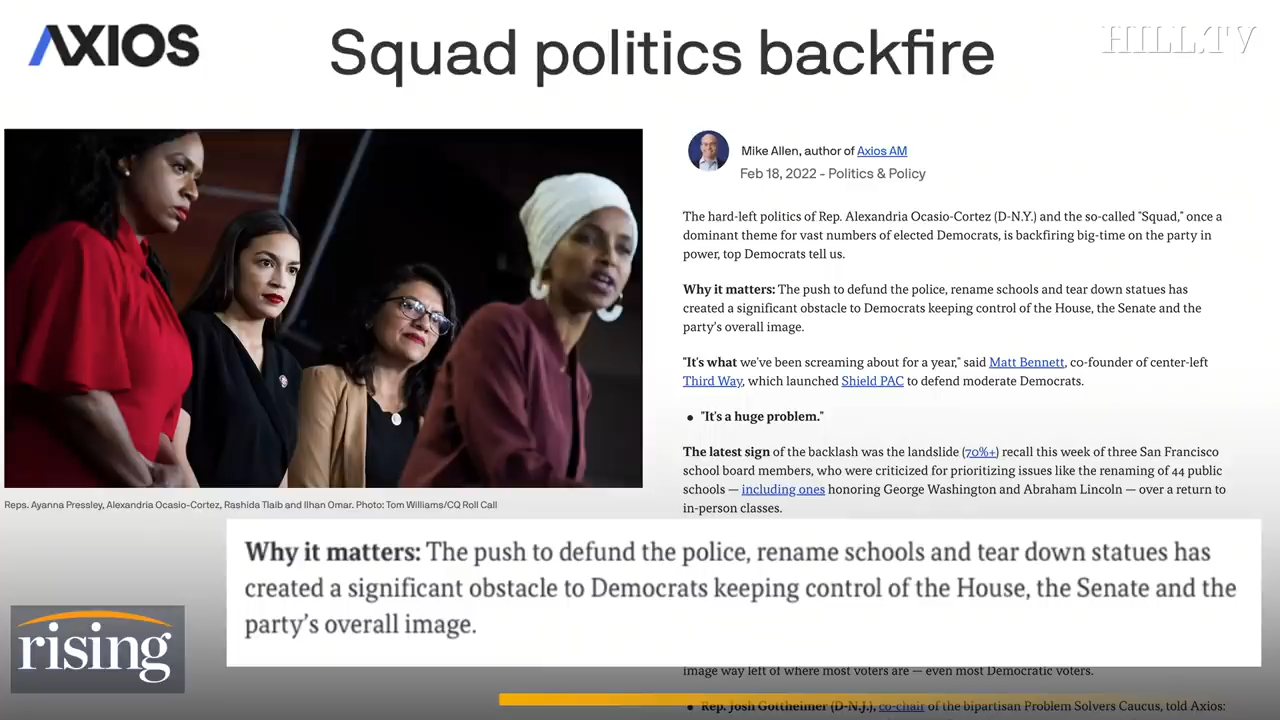 AXIOS
Squad politics backfire
HILL.TV
Mike Allen, author of Axios AM
Feb 18, 2022 - Politics & Policy
The hard-left politics of Rep. Alexandria Ocasio-Cortez (D-N.Y.) and the so-called "Squad," once a
dominant theme for vast numbers of elected Democrats, is backfiring big-time on the party in
power, top Democrats tell us.
Why it matters: The push to defund the police, rename schools and tear down statues has
created a significant obstacle to Democrats keeping control of the House, the Senate and the
party's overall image.
"It's what we've been screaming about for a year," said Matt Bennett, co-founder of center-left
Third Way, which launched Shield PAC to defend moderate Democrats.
• "It's a huge problem."
The latest sign of the backlash was the landslide (70%+) recall this week of three San Francisco
school board members, who were criticized for prioritizing issues like the renaming of 44 public
schools — including ones honoring George Washington and Abraham Lincoln — over a return to
in-person classes.
Reps. Ayanna Pressley, Alexandria Ocasio-Cortez, Rashida Tlaib and Ilhan Omar. Photo: Tom Williams/CQ Roll Call
Why it matters: The push to defund the police, rename schools and tear down statues has
created a significant obstacle to Democrats keeping control of the House, the Senate and the
party's overall image.
rising
image way left of where most voters are — even most Democratic voters.
• Rep. Josh Gottheimer (D-N.J.), co-chair of the bipartisan Problem Solvers Caucus, told Axios: